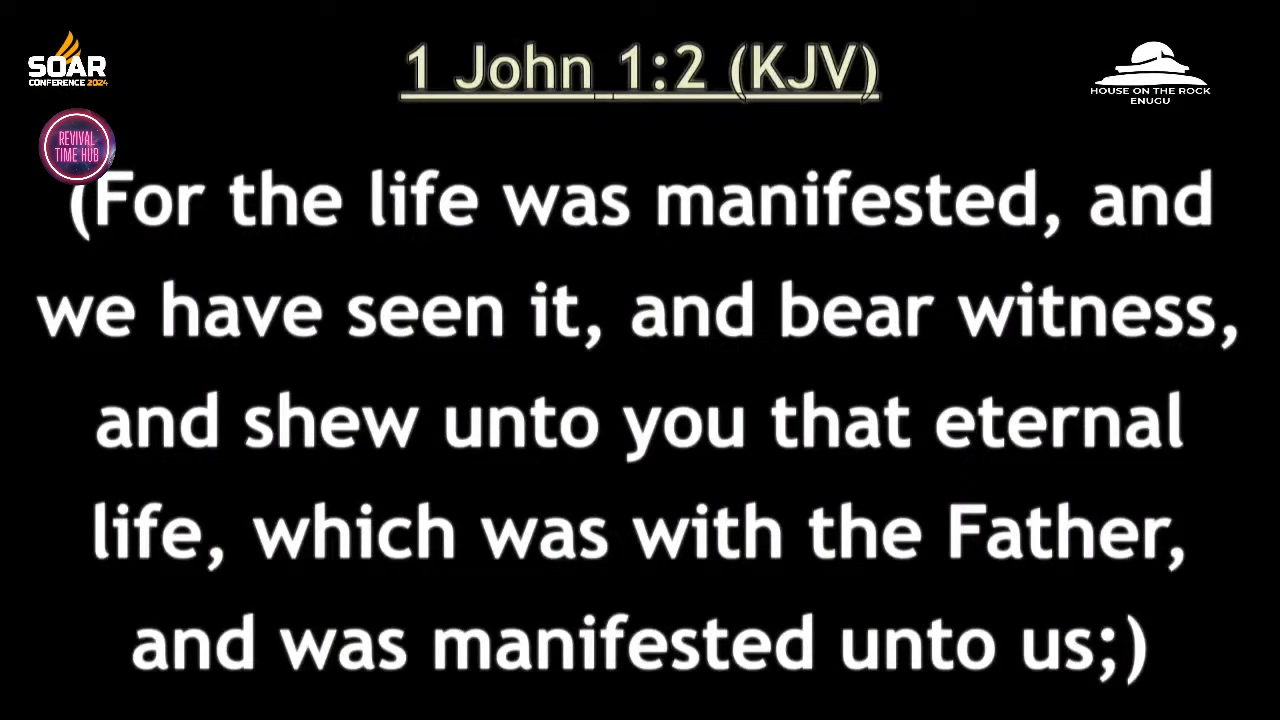 SOAR
CONFERENCE 2024
1 John 1:2 (KJV)
HOUSE ON THE ROCK
ENUGU
REVIVAL
TIME HUB
(For the life was manifested, and
we have seen it, and bear witness,
and shew unto you that eternal
life, which was with the Father,
and was manifested unto us;)